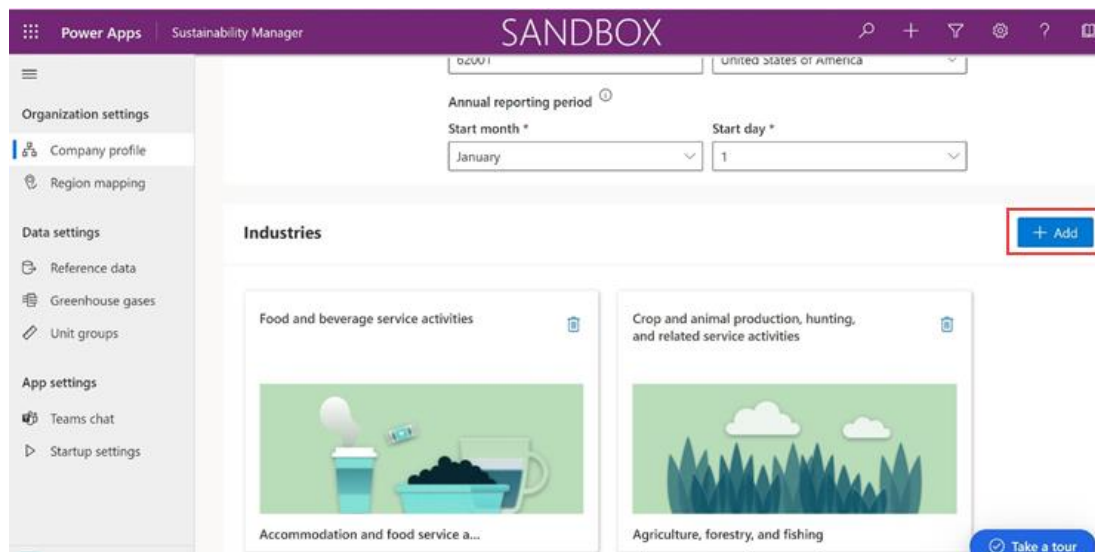 Power Apps
Sustainability Manager
SANDBOX
Organization settings
Company profile
Region mapping
Data settings
Reference data
Greenhouse gases
Unit groups
App settings
Teams chat
Startup settings
62001
United States of America
Annual reporting period
Start month *
Start day *
January
1
Industries
+ Add
Food and beverage service activities
Crop and animal production, hunting,
and related service activities
Accommodation and food service a...
Agriculture, forestry, and fishing
Take a tour